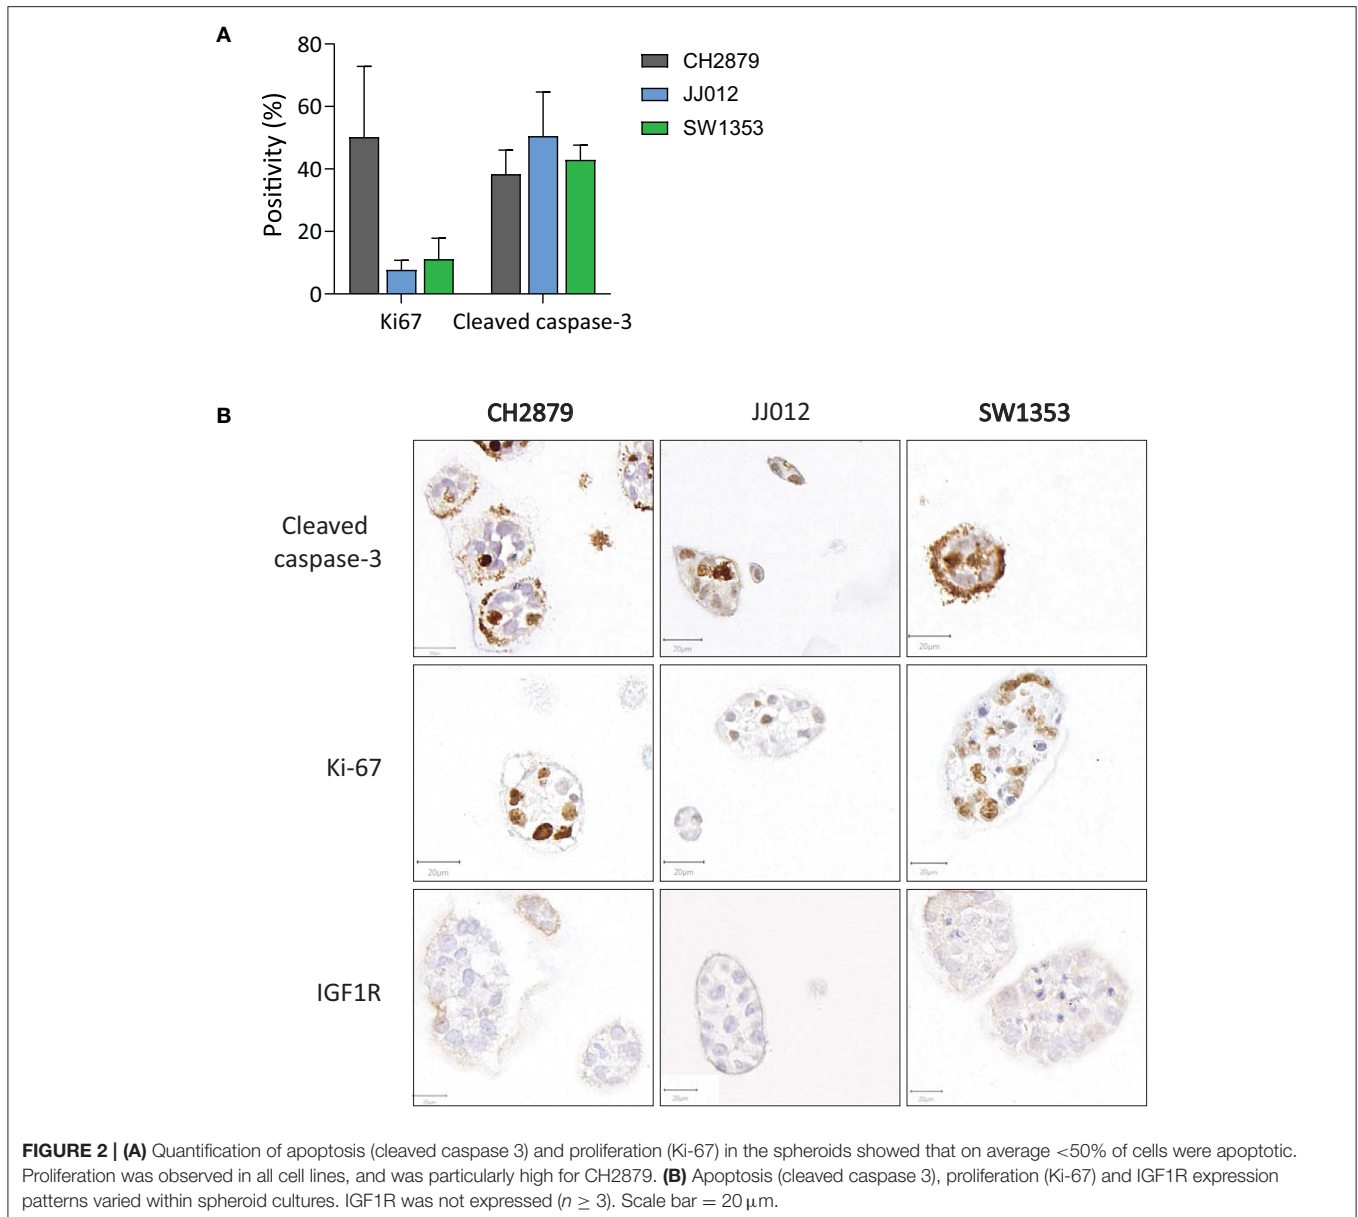 A
80
60
40
20
0
Positivity (%)
Ki67 Cleaved caspase-3
CH2879
JJ012
SW1353
B
CH2879 JJ012 SW1353
Cleaved
caspase-3
20µm 20µm
Ki-67
20µm 20µm 20µm
IGF1R
20µm 20µm
FIGURE 2 | (A) Quantification of apoptosis (cleaved caspase 3) and proliferation (Ki-67) in the spheroids showed that on average <50% of cells were apoptotic.
Proliferation was observed in all cell lines, and was particularly high for CH2879. (B) Apoptosis (cleaved caspase 3), proliferation (Ki-67) and IGF1R expression
patterns varied within spheroid cultures. IGF1R was not expressed (n ≥ 3). Scale bar = 20 µm.